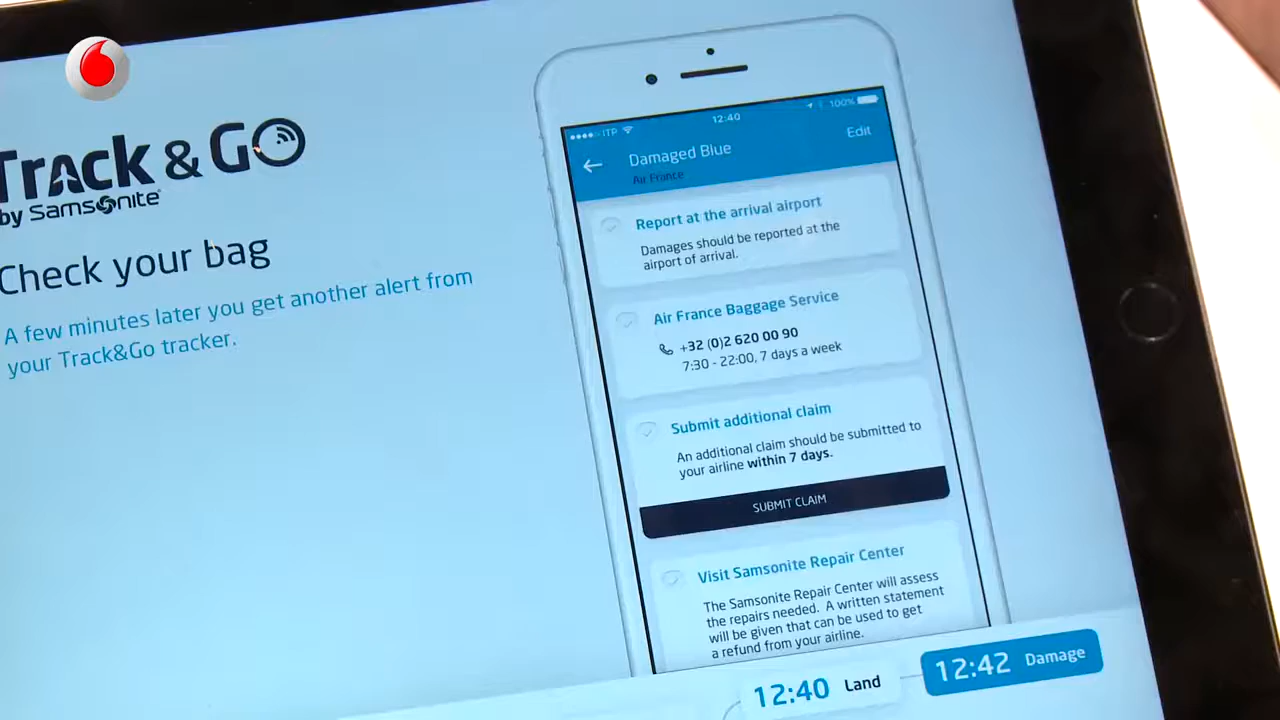 Track & GO
by Samsonite
Check your bag
A few minutes later you get another alert from
your Track&Go tracker.
ITP
12:40
100%
Damaged Blue
Edit
Air France
Report at the arrival airport
Damages should be reported at the
airport of arrival.
Air France Baggage Service
+32 (0)2 620 00 90
7:30 - 22:00, 7 days a week
Submit additional claim
An additional claim should be submitted to
your airline within 7 days.
SUBMIT CLAIM
Visit Samsonite Repair Center
The Samsonite Repair Center will assess
the repairs needed. A written statement
will be given that can be used to get
a refund from your airline.
12:40 Land
12:42 Damage